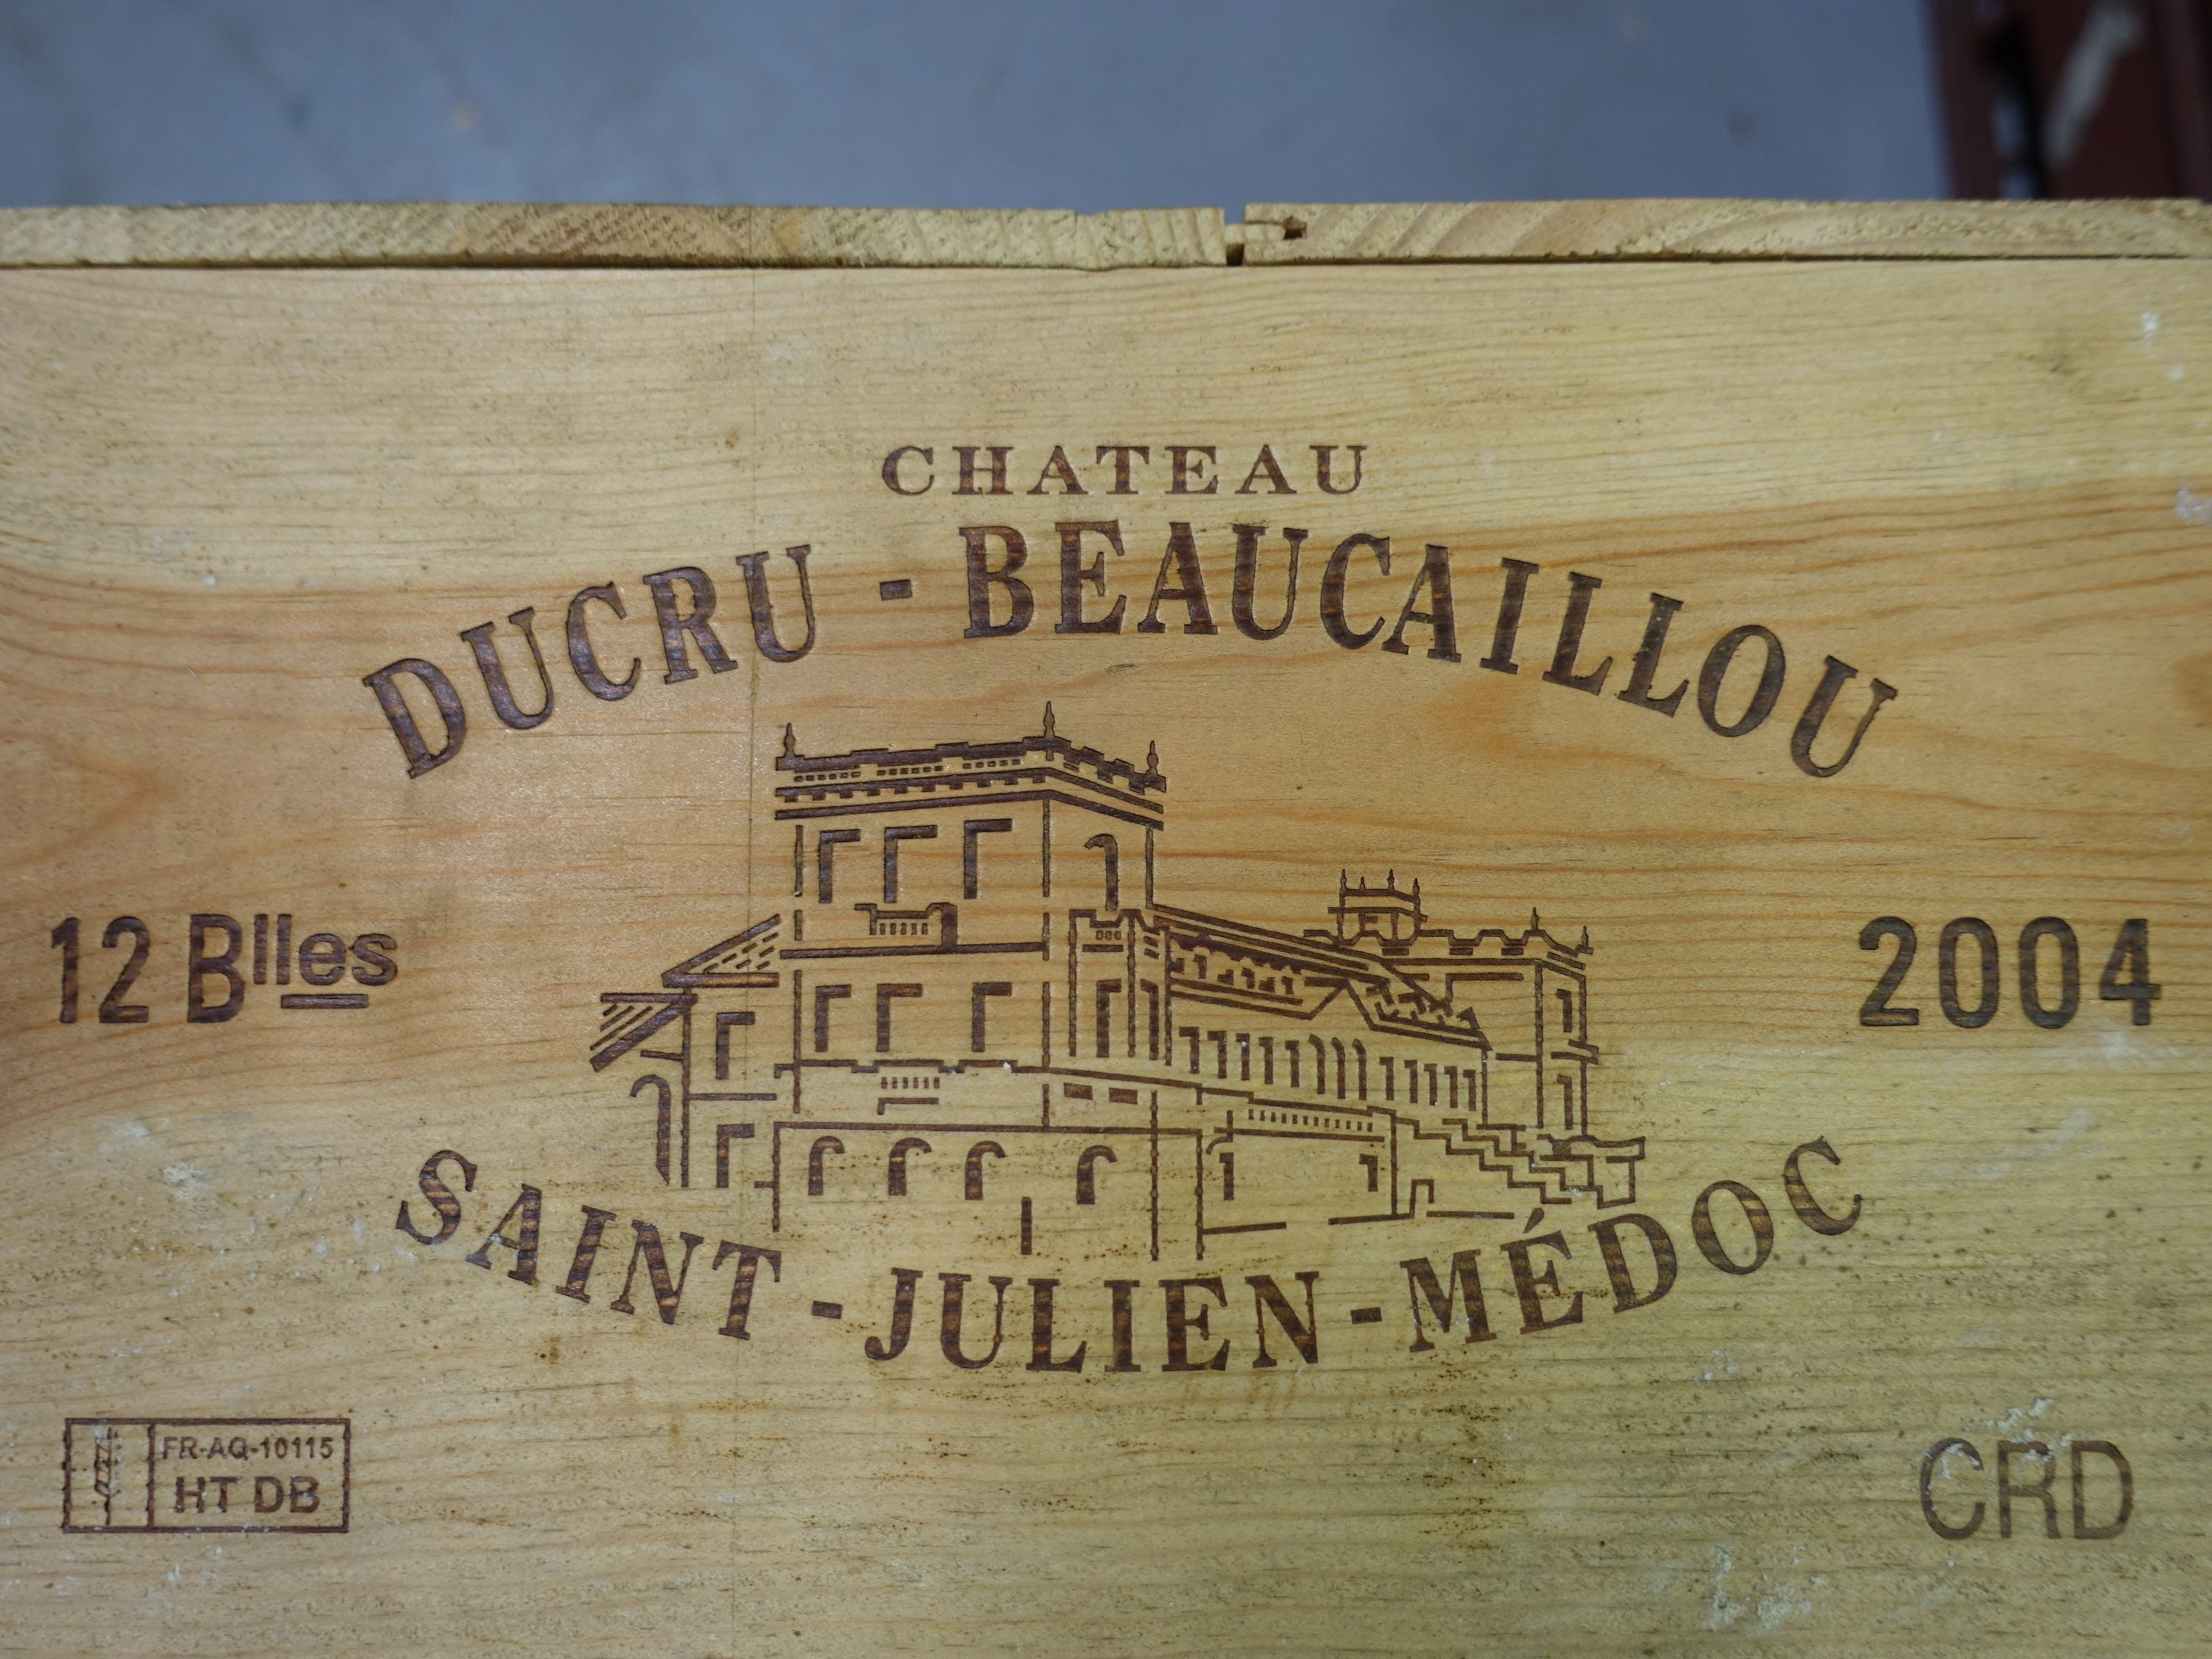 CHATEAU
DUCRU - BEAUCAILLOU
12 Blles
2004
SAINT - JULIEN - MÉDOC
FR-AQ-10115
HT DB
CRD